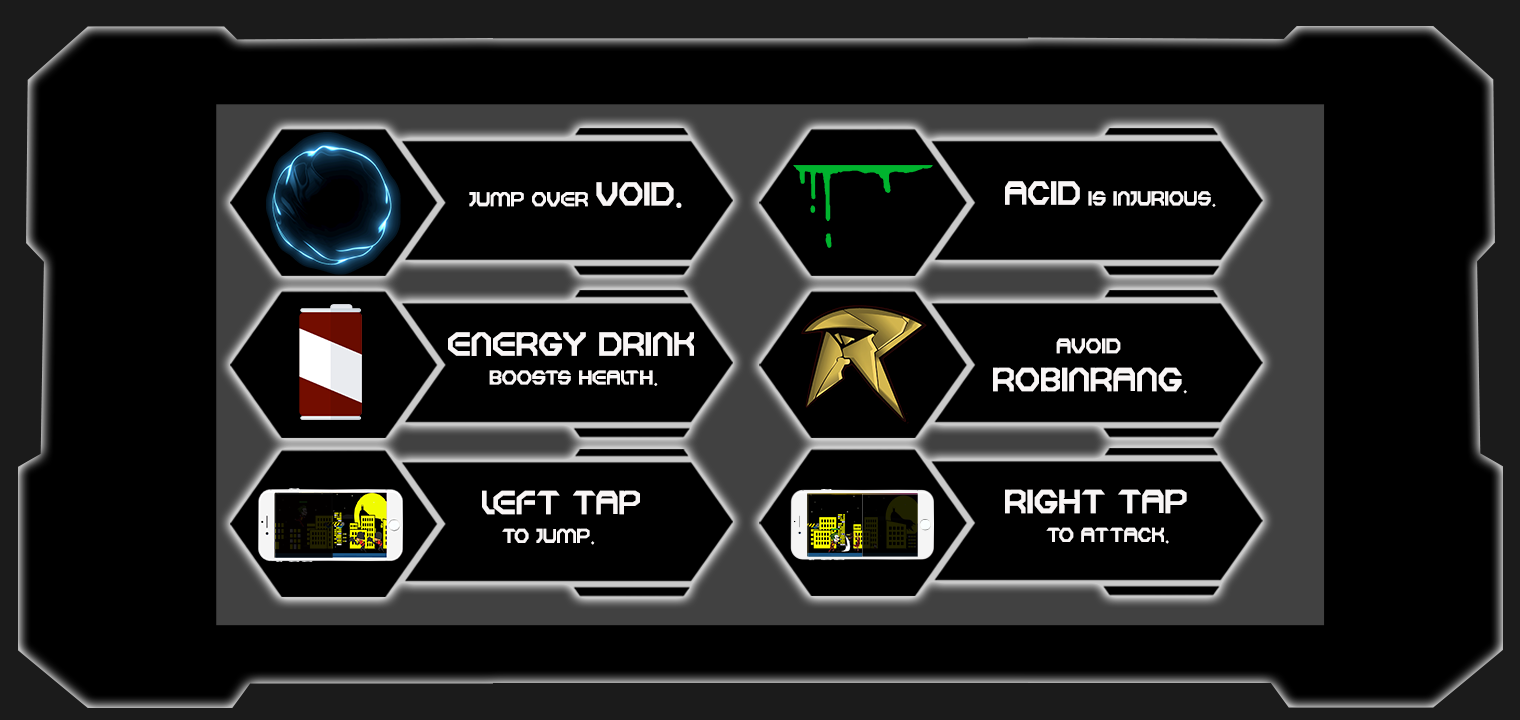 JUMP OVER VOID.
ACID IS INJURIOUS.
ENERGY DRINK
BOOSTS HEALTH.
AVOID
ROBINRANG.
LEFT TAP
TO JUMP.
RIGHT TAP
TO ATTACK.